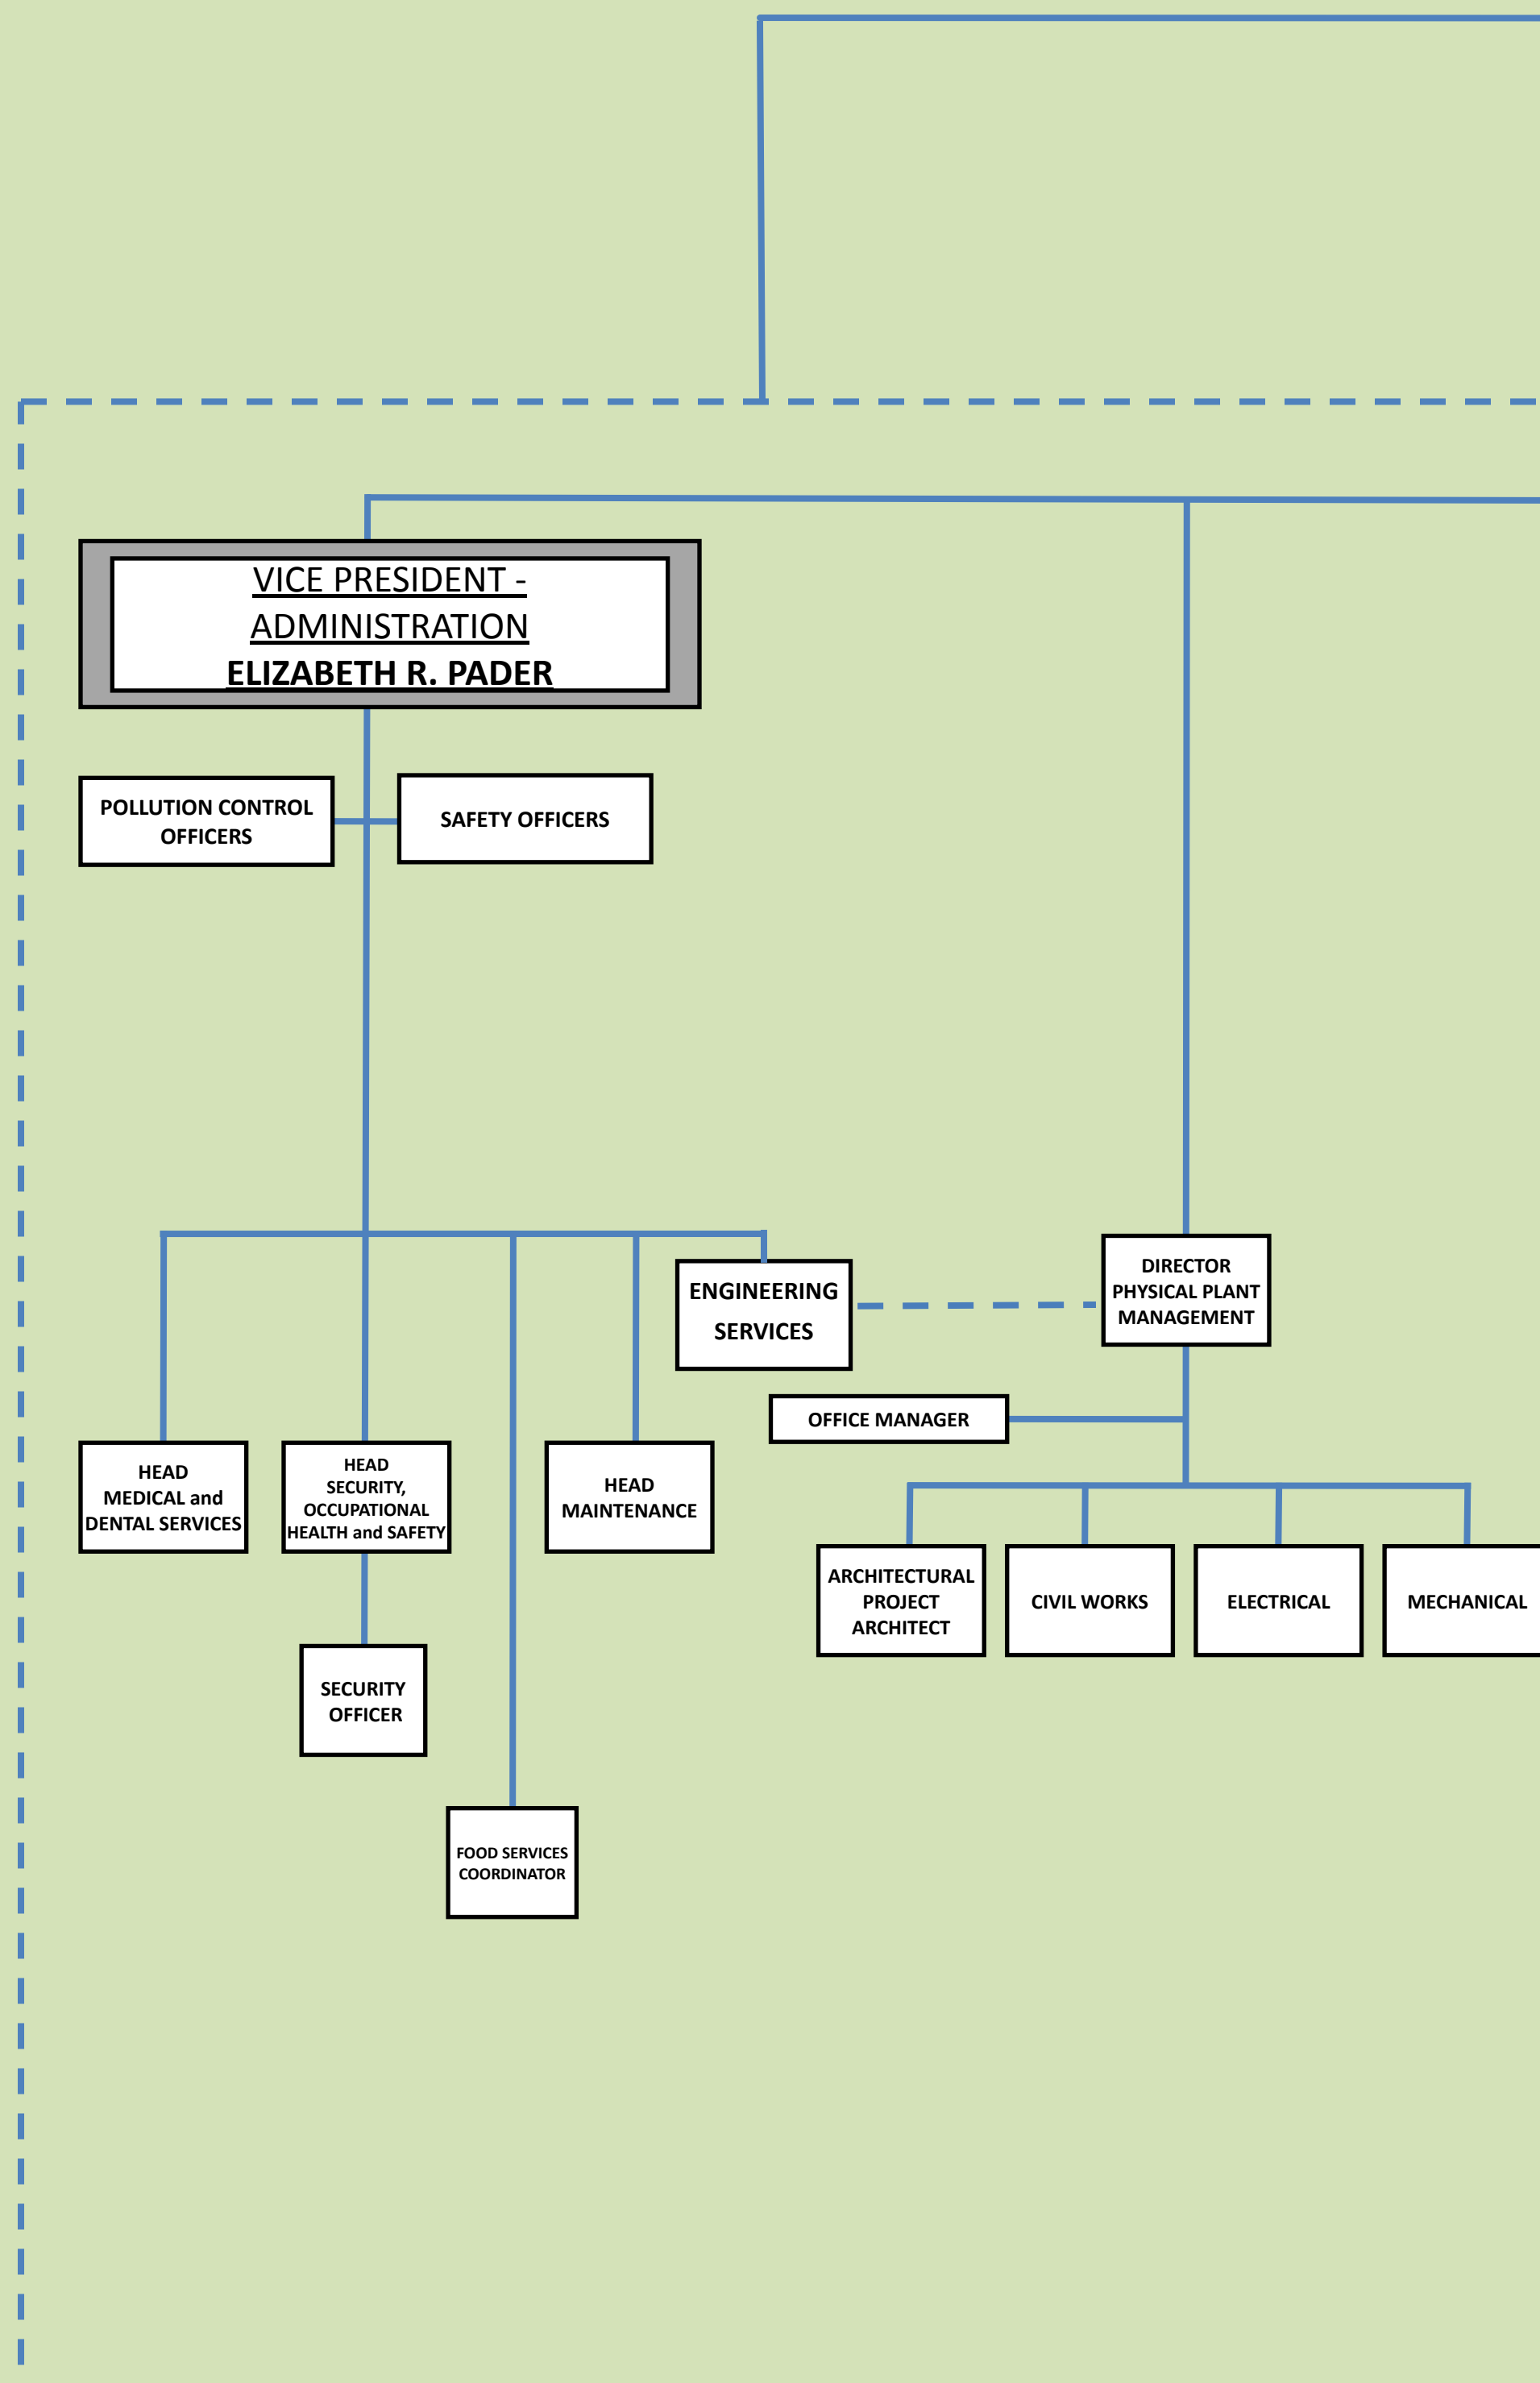 VICE PRESIDENT -
ADMINISTRATION
ELIZABETH R. PADER
POLLUTION CONTROL
OFFICERS
SAFETY OFFICERS
ENGINEERING
SERVICES
DIRECTOR
PHYSICAL PLANT
MANAGEMENT
OFFICE MANAGER
HEAD
MEDICAL and
DENTAL SERVICES
HEAD
SECURITY,
OCCUPATIONAL
HEALTH and SAFETY
HEAD
MAINTENANCE
ARCHITECTURAL
PROJECT
ARCHITECT
CIVIL WORKS
ELECTRICAL
MECHANICAL
SECURITY
OFFICER
FOOD SERVICES
COORDINATOR